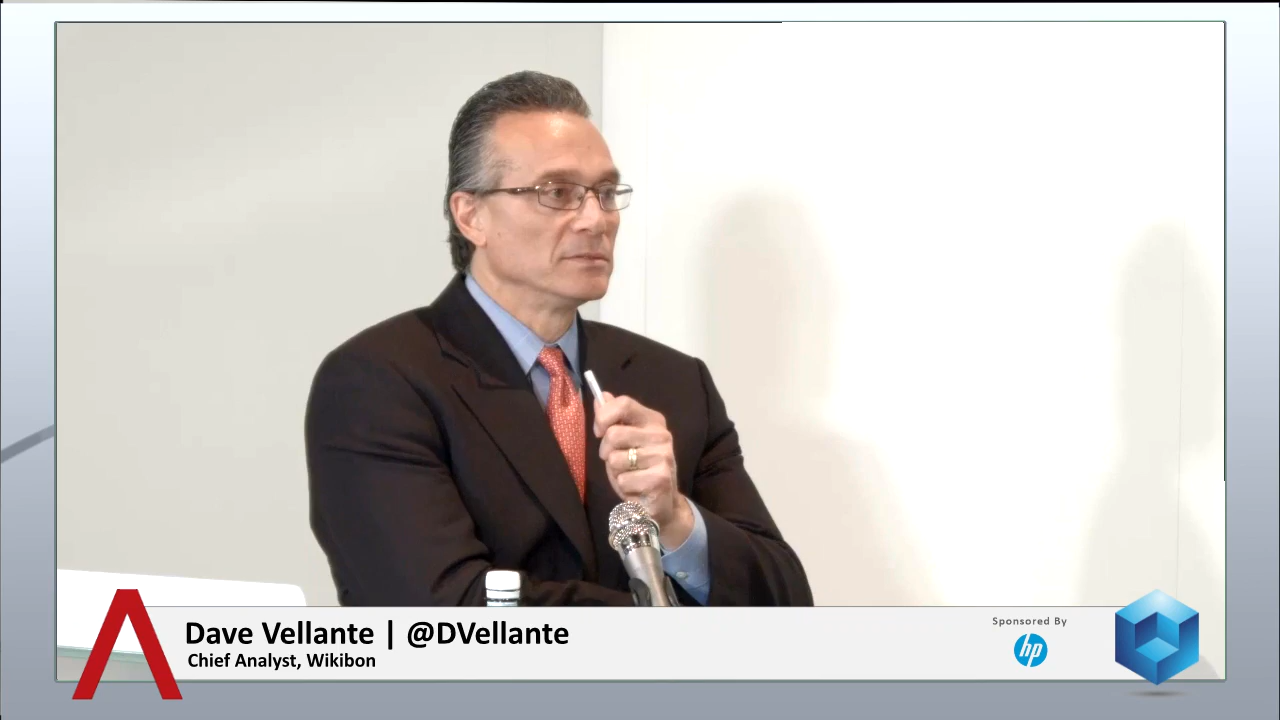 Dave Vellante | @DVellante
Chief Analyst, Wikibon
Sponsored By
hp